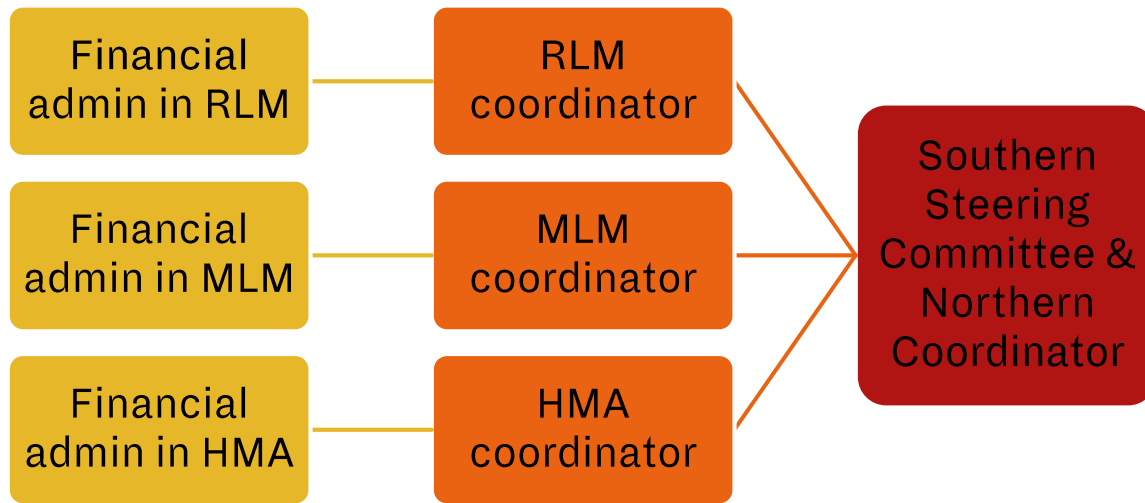 Financial
admin in RLM
RLM
coordinator
Financial
admin in MLM
MLM
coordinator
Financial
admin in HMA
HMA
coordinator
Southern
Steering
Committee &
Northern
Coordinator